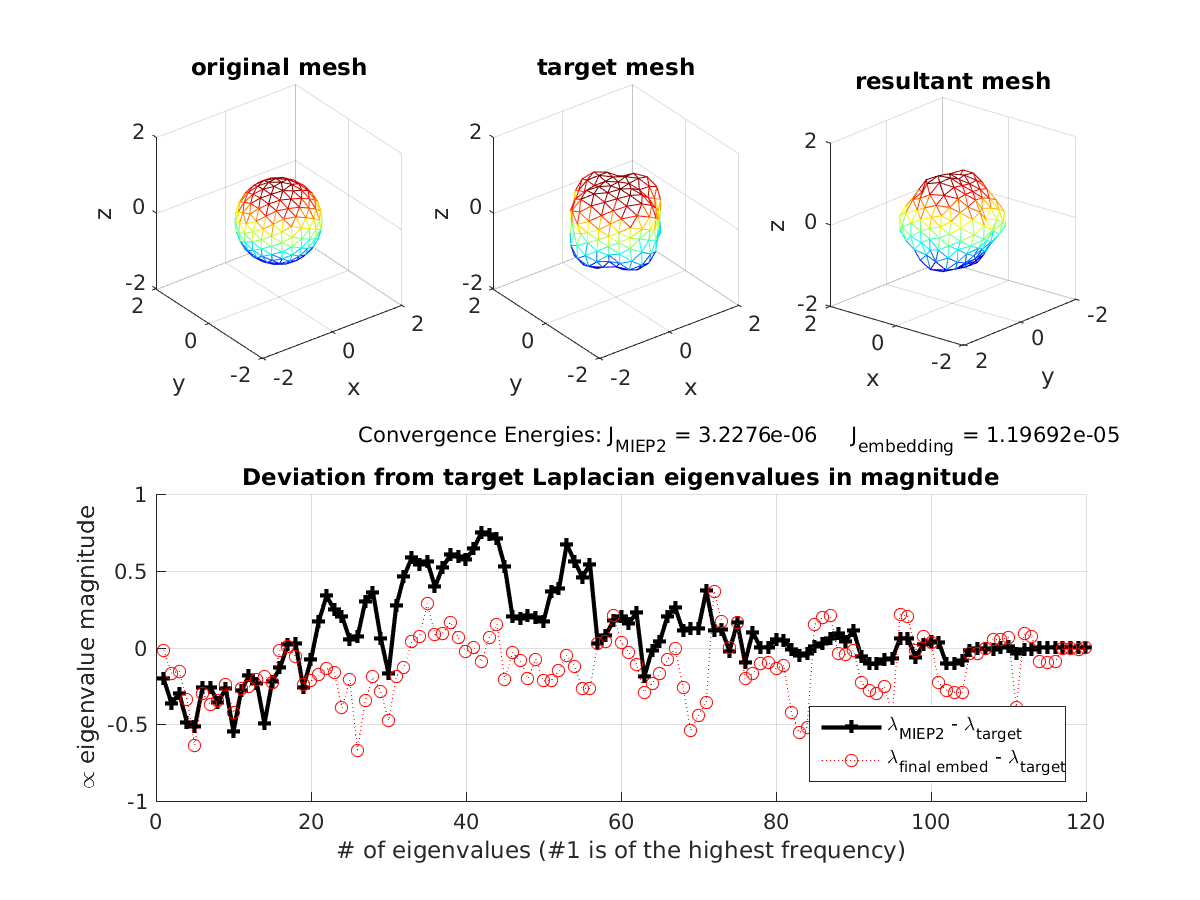 original mesh
target mesh
resultant mesh
2
0
-2
z
2
0
-2
y
-2
0
2
x
2
0
-2
z
2
0
-2
y
-2
0
2
x
2
0
-2
z
2
0
-2
x
2
0
-2
y
Convergence Energies: J_MIEP2 = 3.2276e-06 J_embedding = 1.19692e-05
Deviation from target Laplacian eigenvalues in magnitude
1
0.5
0
-0.5
-1
∝ eigenvalue magnitude
λ_MIEP2 - λ_target
λ_final embed - λ_target
0 20 40 60 80 100 120
# of eigenvalues (#1 is of the highest frequency)